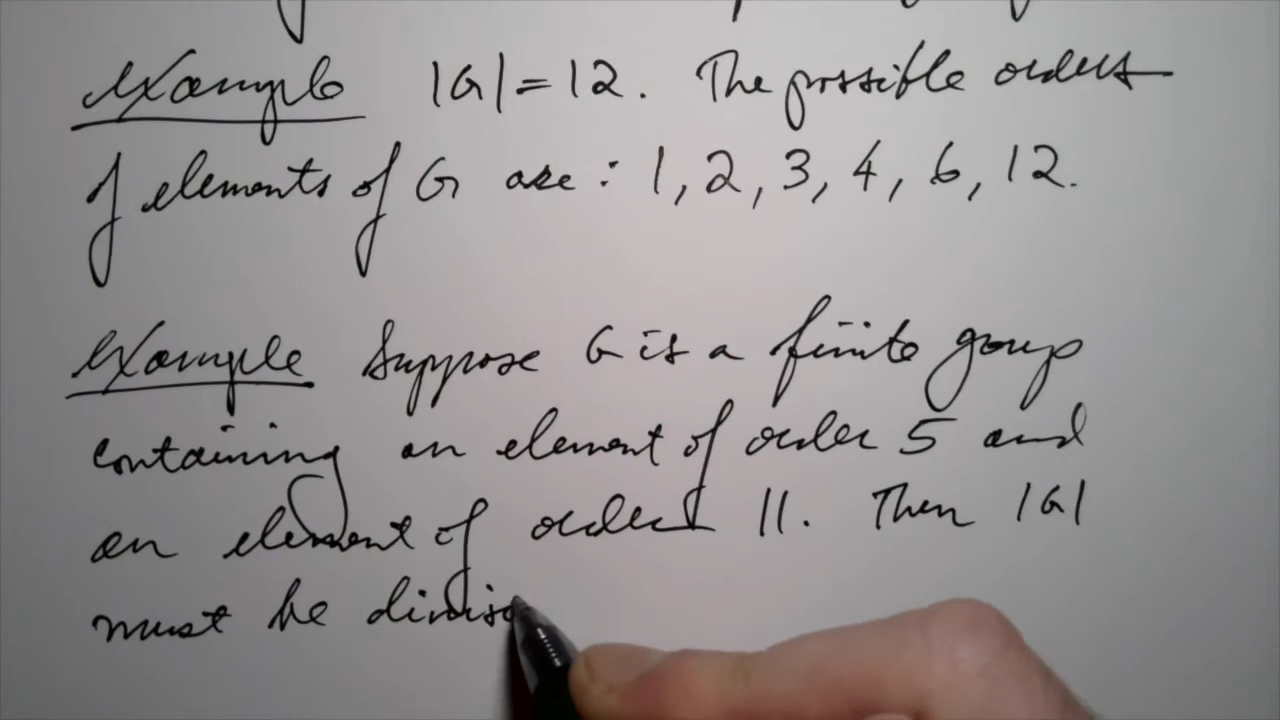 Example |G|=12. The possible orders
of elements of G are: 1, 2, 3, 4, 6, 12.
Example Suppose G is a finite group
containing an element of order 5 and
an element of order 11. Then |G|
must be divis